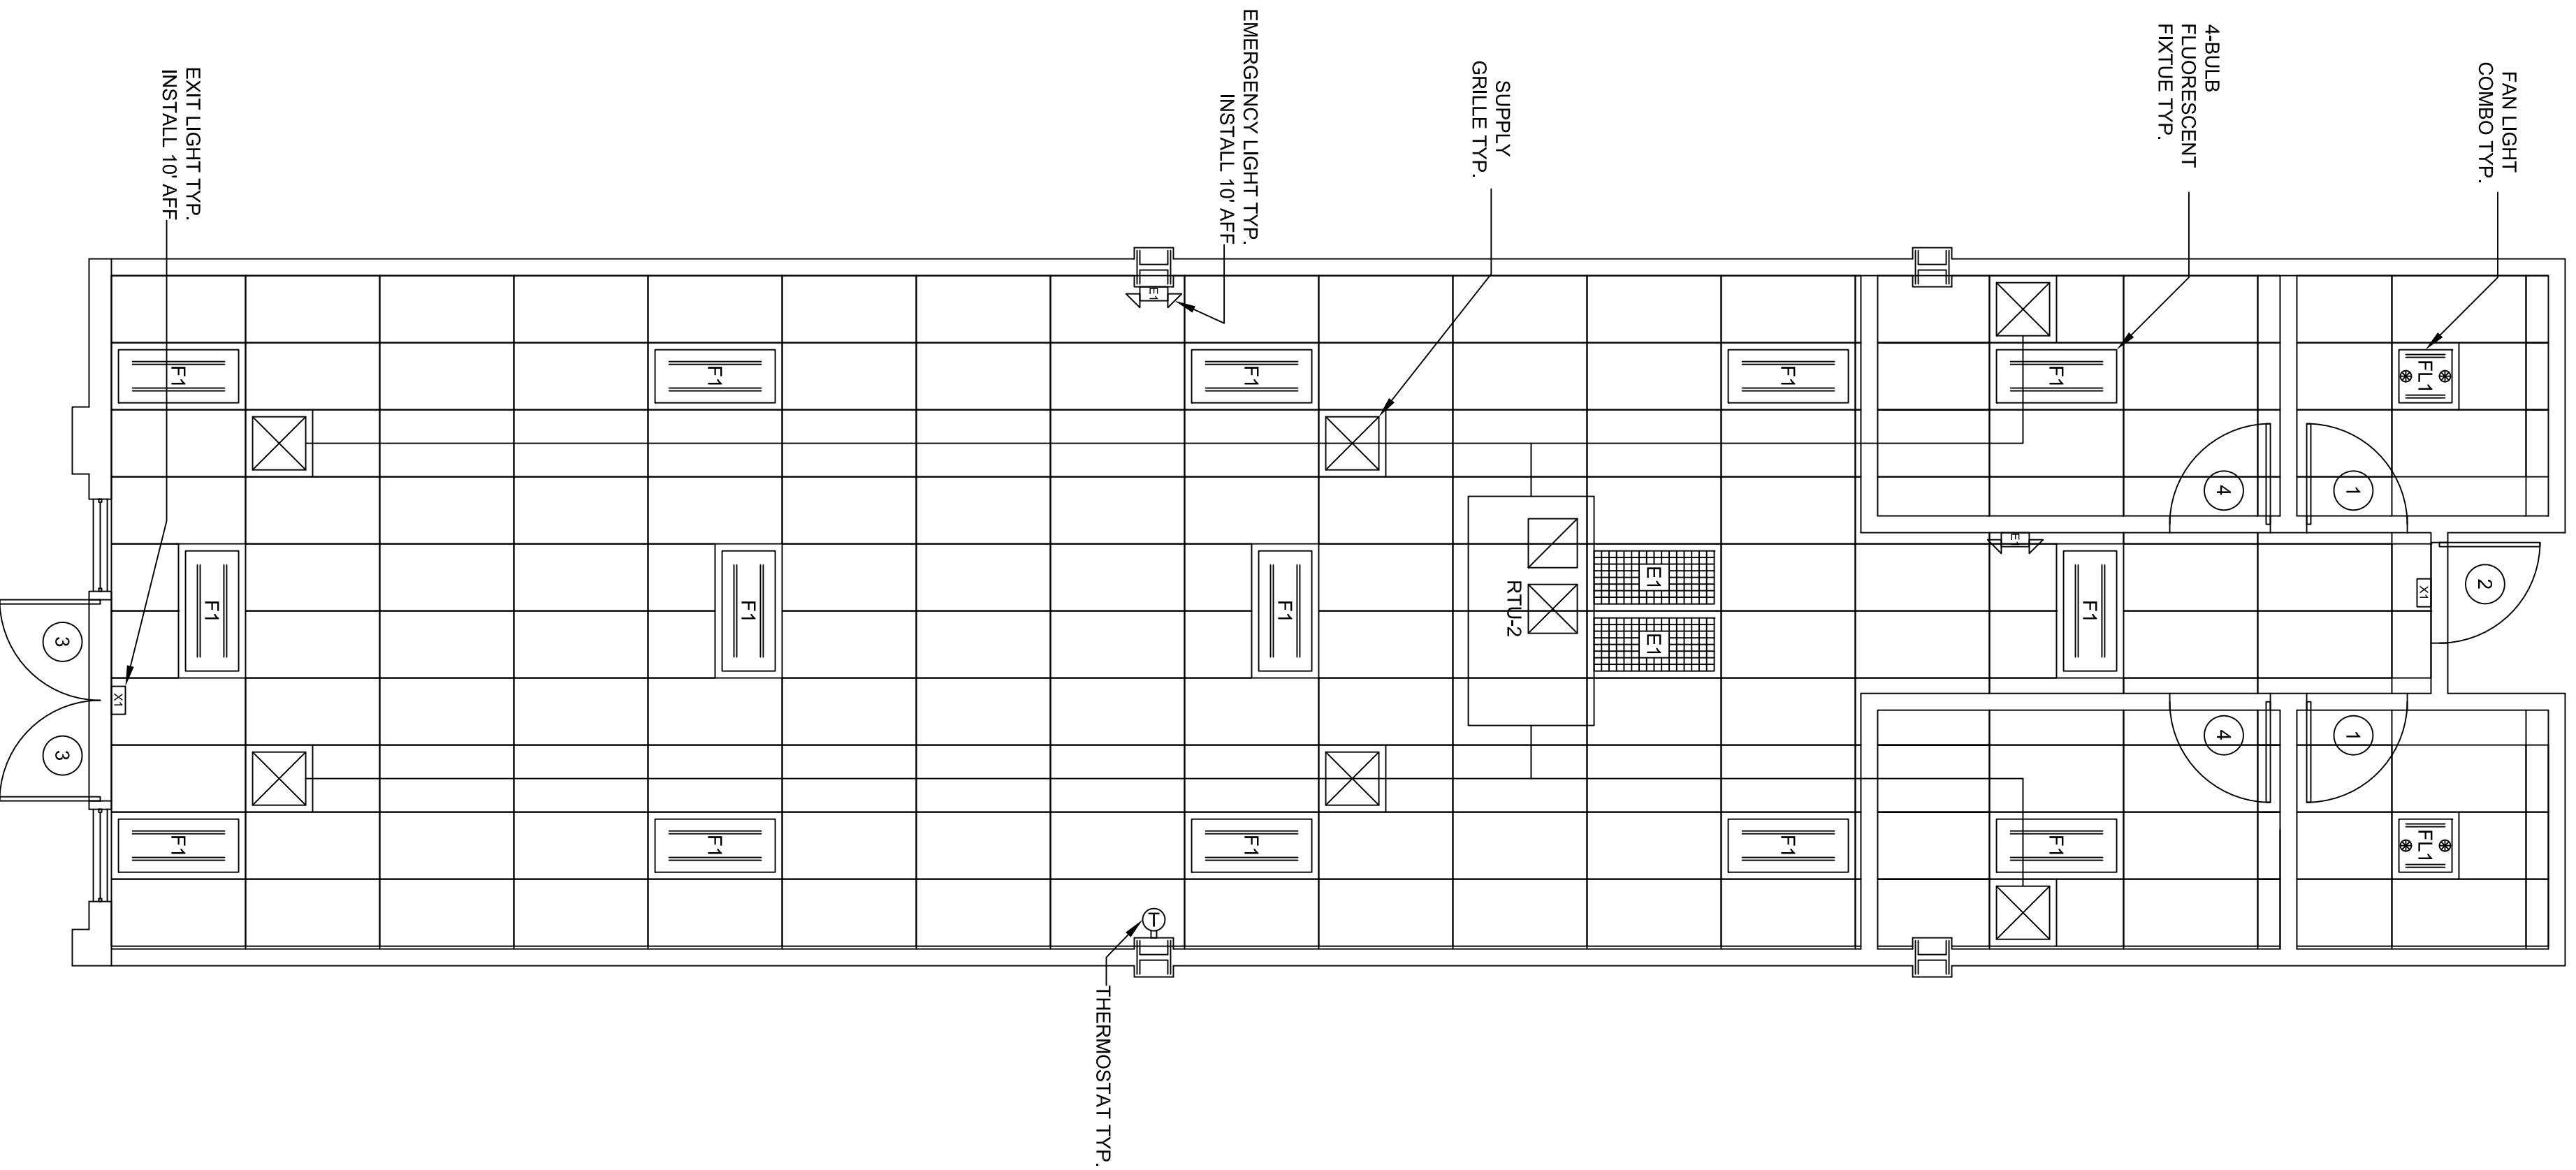 EXIT LIGHT TYP.
INSTALL 10' AFF
EMERGENCY LIGHT TYP.
INSTALL 10' AFF
SUPPLY
GRILLE TYP.
4-BULB
FLUORESCENT
FIXTUE TYP.
FAN LIGHT
COMBO TYP.
E1
F1
F1
F1
F1
F1
FL1
4
1
E1
2
X1
F1
F1
F1
E1
E1
RTU-2
F1
3
3
X1
4
1
F1
F1
F1
F1
F1
FL1
T
THERMOSTAT TYP.